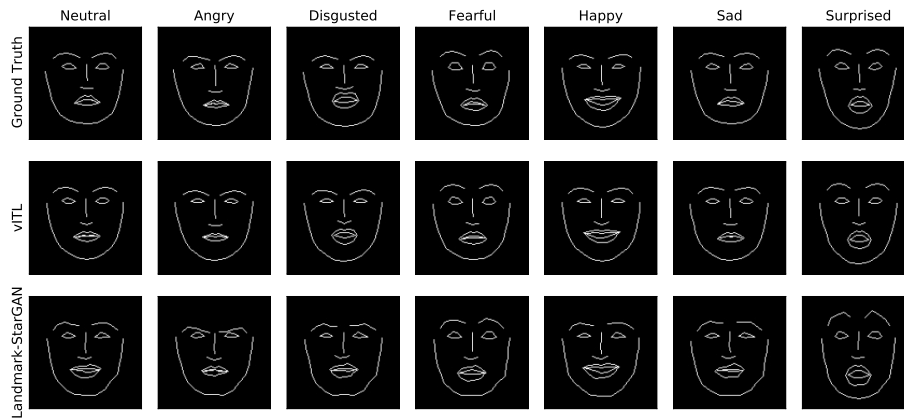 Neutral Angry Disgusted Fearful Happy Sad Surprised
Ground Truth
vITL
Landmark-StarGAN